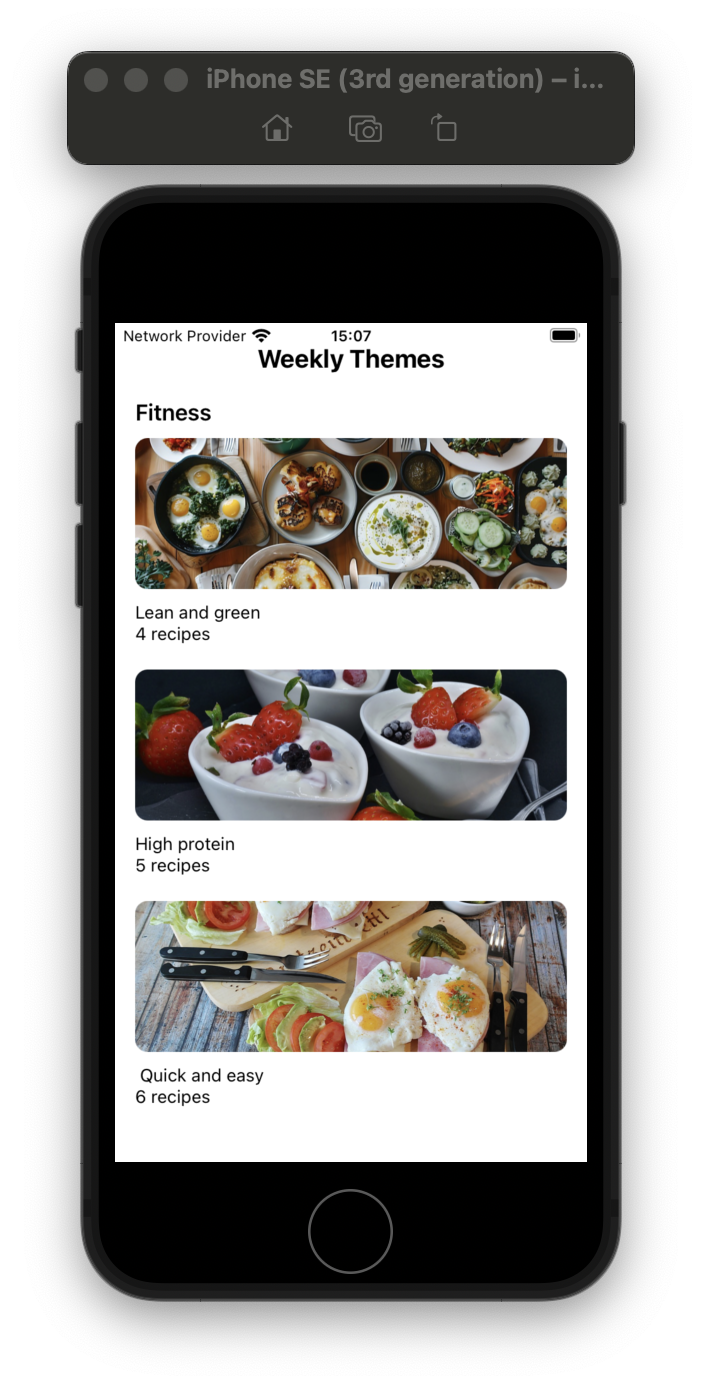 iPhone SE (3rd generation) – i...
Network Provider 15:07
Weekly Themes
Fitness
Lean and green
4 recipes
High protein
5 recipes
Quick and easy
6 recipes